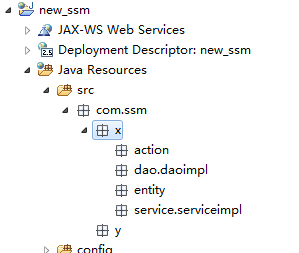 new_ssm
JAX-WS Web Services
Deployment Descriptor: new_ssm
Java Resources
src
com.ssm
x
action
dao.daoimpl
entity
service.serviceimpl
y
config